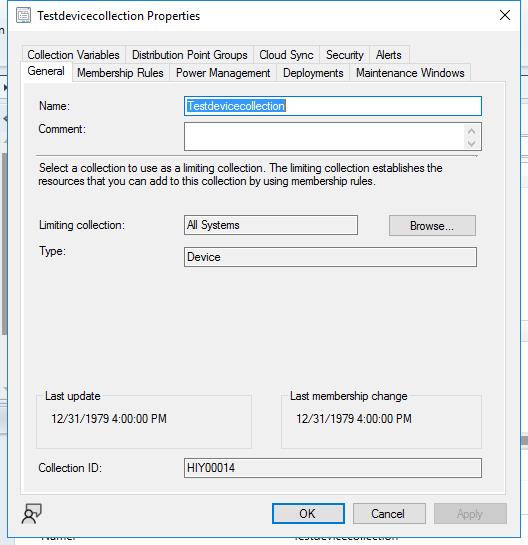 Testdevicecollection Properties
Collection Variables Distribution Point Groups Cloud Sync Security Alerts
General Membership Rules Power Management Deployments Maintenance Windows
Name: Testdevicecollection
Comment:
Select a collection to use as a limiting collection. The limiting collection establishes the
resources that you can add to this collection by using membership rules.
Limiting collection: All Systems Browse...
Type: Device
Last update Last membership change
12/31/1979 4:00:00 PM 12/31/1979 4:00:00 PM
Collection ID: HIY00014
OK Cancel Apply